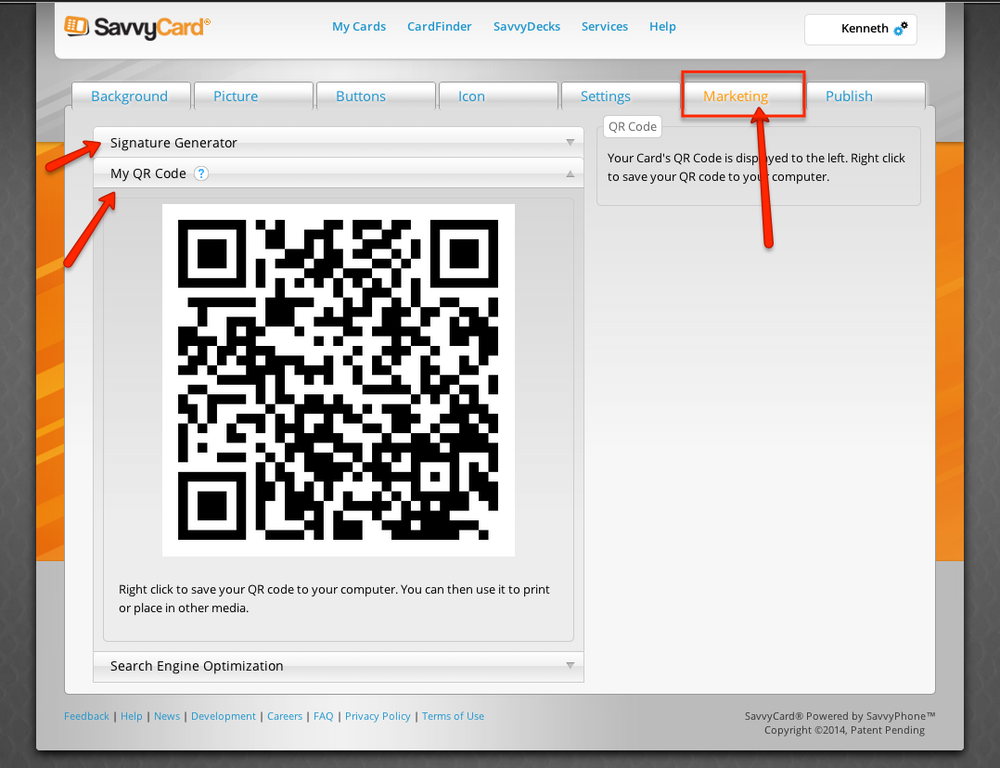 SavvyCard®
My Cards CardFinder SavvyDecks Services Help
Kenneth
Background Picture Buttons Icon Settings Marketing Publish
Signature Generator
My QR Code ?
QR Code
Your Card's QR Code is displayed to the left. Right click
to save your QR code to your computer.
Right click to save your QR code to your computer. You can then use it to print
or place in other media.
Search Engine Optimization
Feedback | Help | News | Development | Careers | FAQ | Privacy Policy | Terms of Use
SavvyCard® Powered by SavvyPhone™
Copyright ©2014, Patent Pending